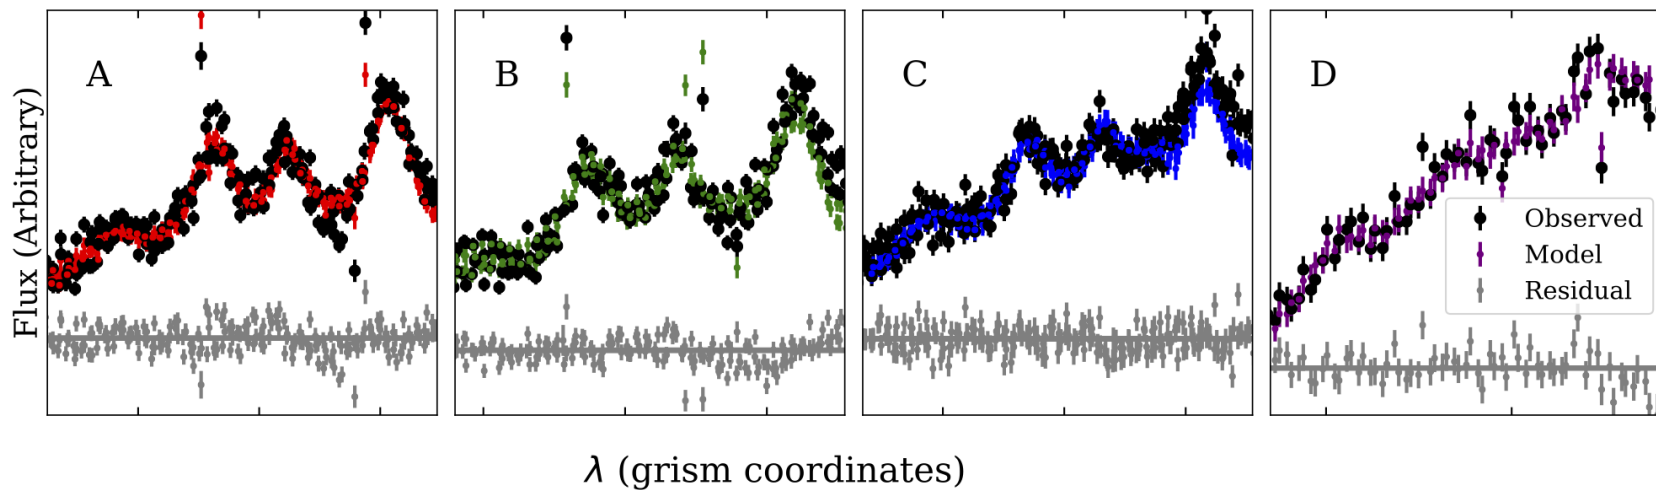 A
B
C
D
Flux (Arbitrary)
Observed
Model
Residual
λ (grism coordinates)